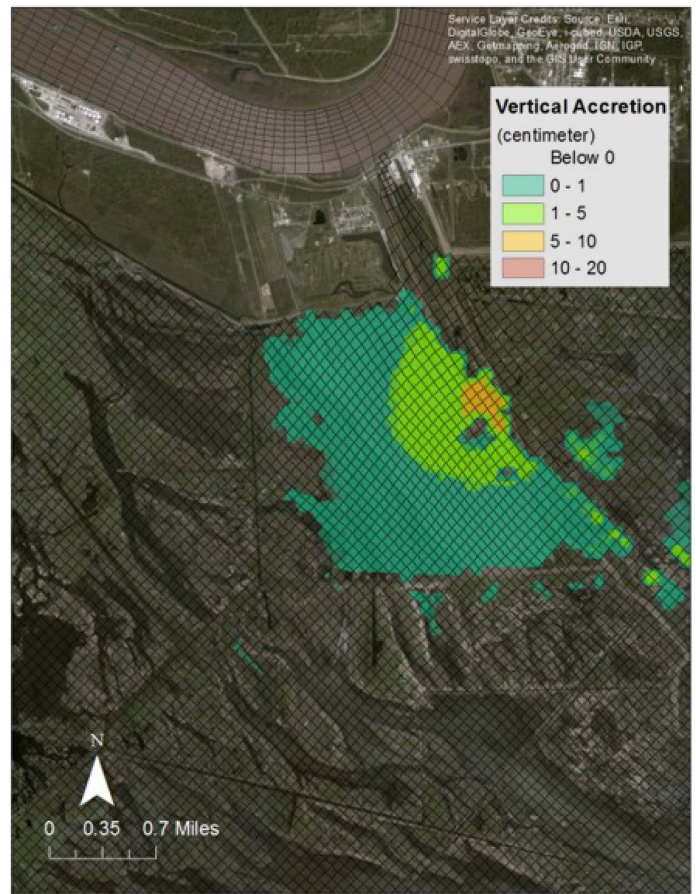 Service Layer Credits: Source: Esri,
DigitalGlobe, GeoEye, i-cubed, USDA, USGS,
AEX, Getmapping, Aerogrid, IGN, IGP,
swisstopo, and the GIS User Community
Vertical Accretion
(centimeter)
Below 0
0 - 1
1 - 5
5 - 10
10 - 20
N
0 0.35 0.7 Miles